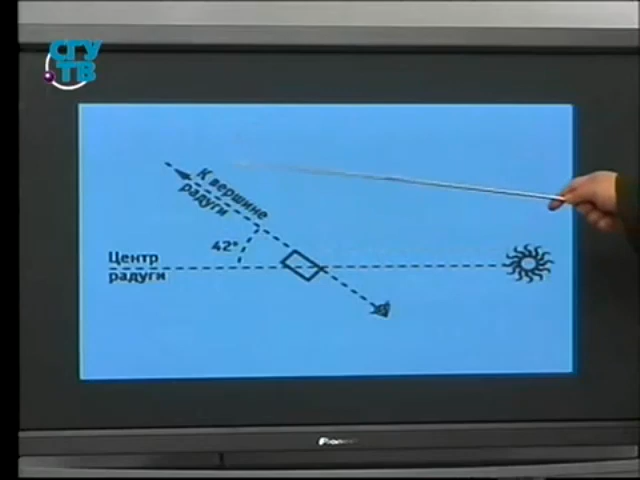 СГУ
ТВ
К вершине
радуги
42°
Центр
радуги
Pioneer